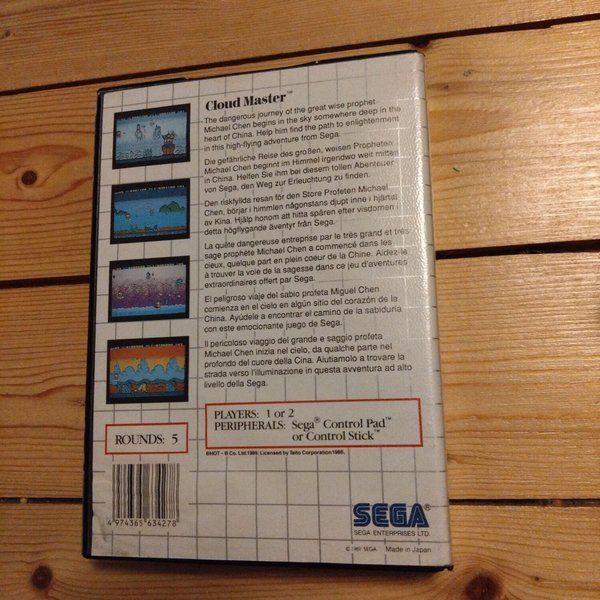 Cloud Master™
The dangerous journey of the great wise prophet
Michael Chen begins in the sky somewhere deep in the
heart of China. Help him find the path to enlightenment
in this high-flying adventure from Sega.
Die gefährliche Reise des großen, weisen Propheten
Michael Chen beginnt im Himmel irgendwo weit mitten
in China. Helfen Sie ihm bei diesem tollen Abenteuer
von Sega, den Weg zur Erleuchtung zu finden.
Den riskfyllda resan för den Store Profeten Michael
Chen, börjar i himmlen någonstans djupt inne i hjärtat
av Kina. Hjälp honom att hitta spåren efter visdomen i
detta högflygande äventyr från Sega.
La quête dangereuse entreprise par le très grand et très
sage prophète Michael Chen a commencé dans les
cieux, quelque part en plein coeur de la Chine. Aidez-le
à trouver la voie de la sagesse dans ce jeu d'aventures
extraordinaires offert par Sega.
El peligroso viaje del sabio profeta Miguel Chen
comienza en el cielo en algún sitio del corazón de la
China. Ayúdele a encontrar el camino de la sabiduría
con este emocionante juego de Sega.
Il pericoloso viaggio del grande e saggio profeta
Michael Chen inizia nel cielo, da qualche parte nel
profondo del cuore della Cina. Aiutiamolo a trovare la
strada verso l'illuminazione in questa avventura ad alto
livello della Sega.
PLAYERS: 1 or 2
PERIPHERALS: Sega® Control Pad™
or Control Stick™
ROUNDS: 5
©HOT-B Co. Ltd.1989. Licensed by Taito Corporation1988.
4 974365 634278
SEGA®
SEGA ENTERPRISES LTD.
© 1989 SEGA Made in Japan